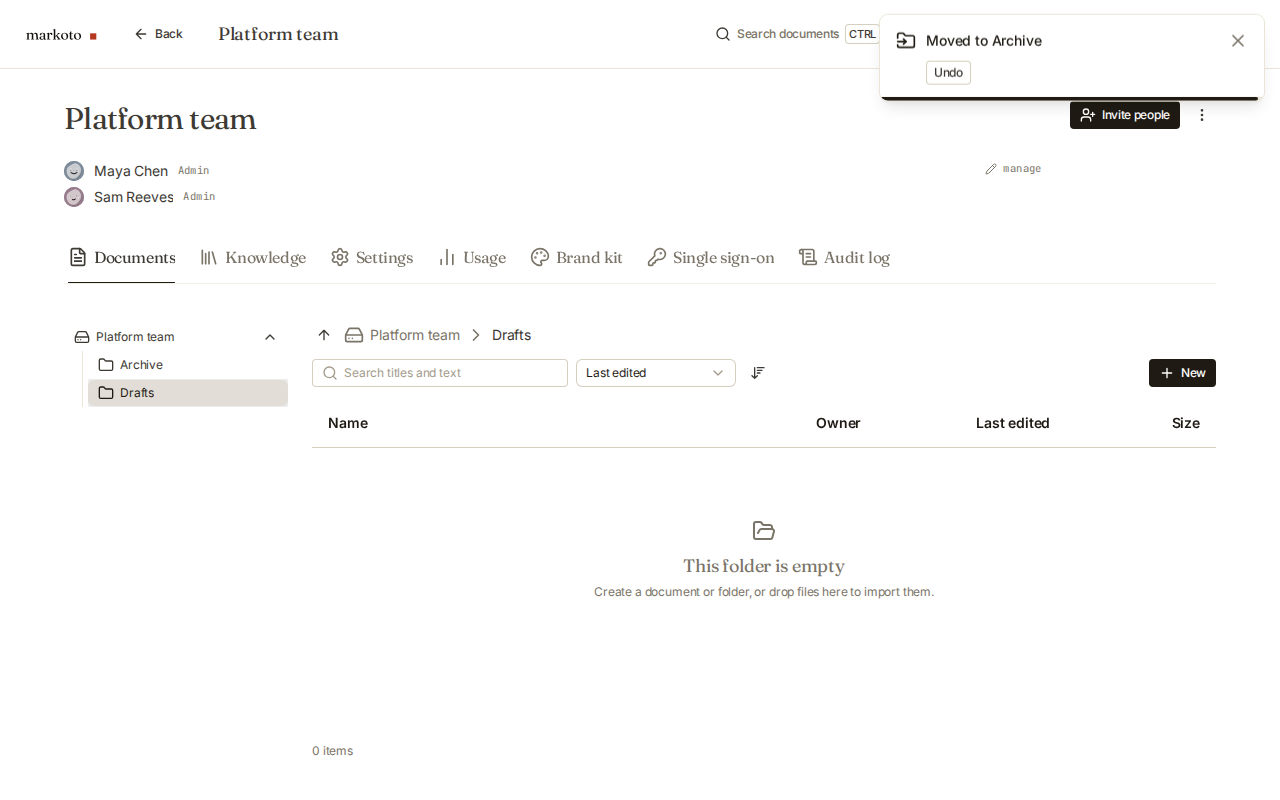 markoto
Back
Platform team
Search documents CTRL
Moved to Archive
Undo
Platform team
Invite people
Maya Chen Admin
manage
Sam Reeves Admin
Documents Knowledge Settings Usage Brand kit Single sign-on Audit log
Platform team
Archive
Drafts
Platform team Drafts
Search titles and text
Last edited
New
Name Owner Last edited Size
This folder is empty
Create a document or folder, or drop files here to import them.
0 items